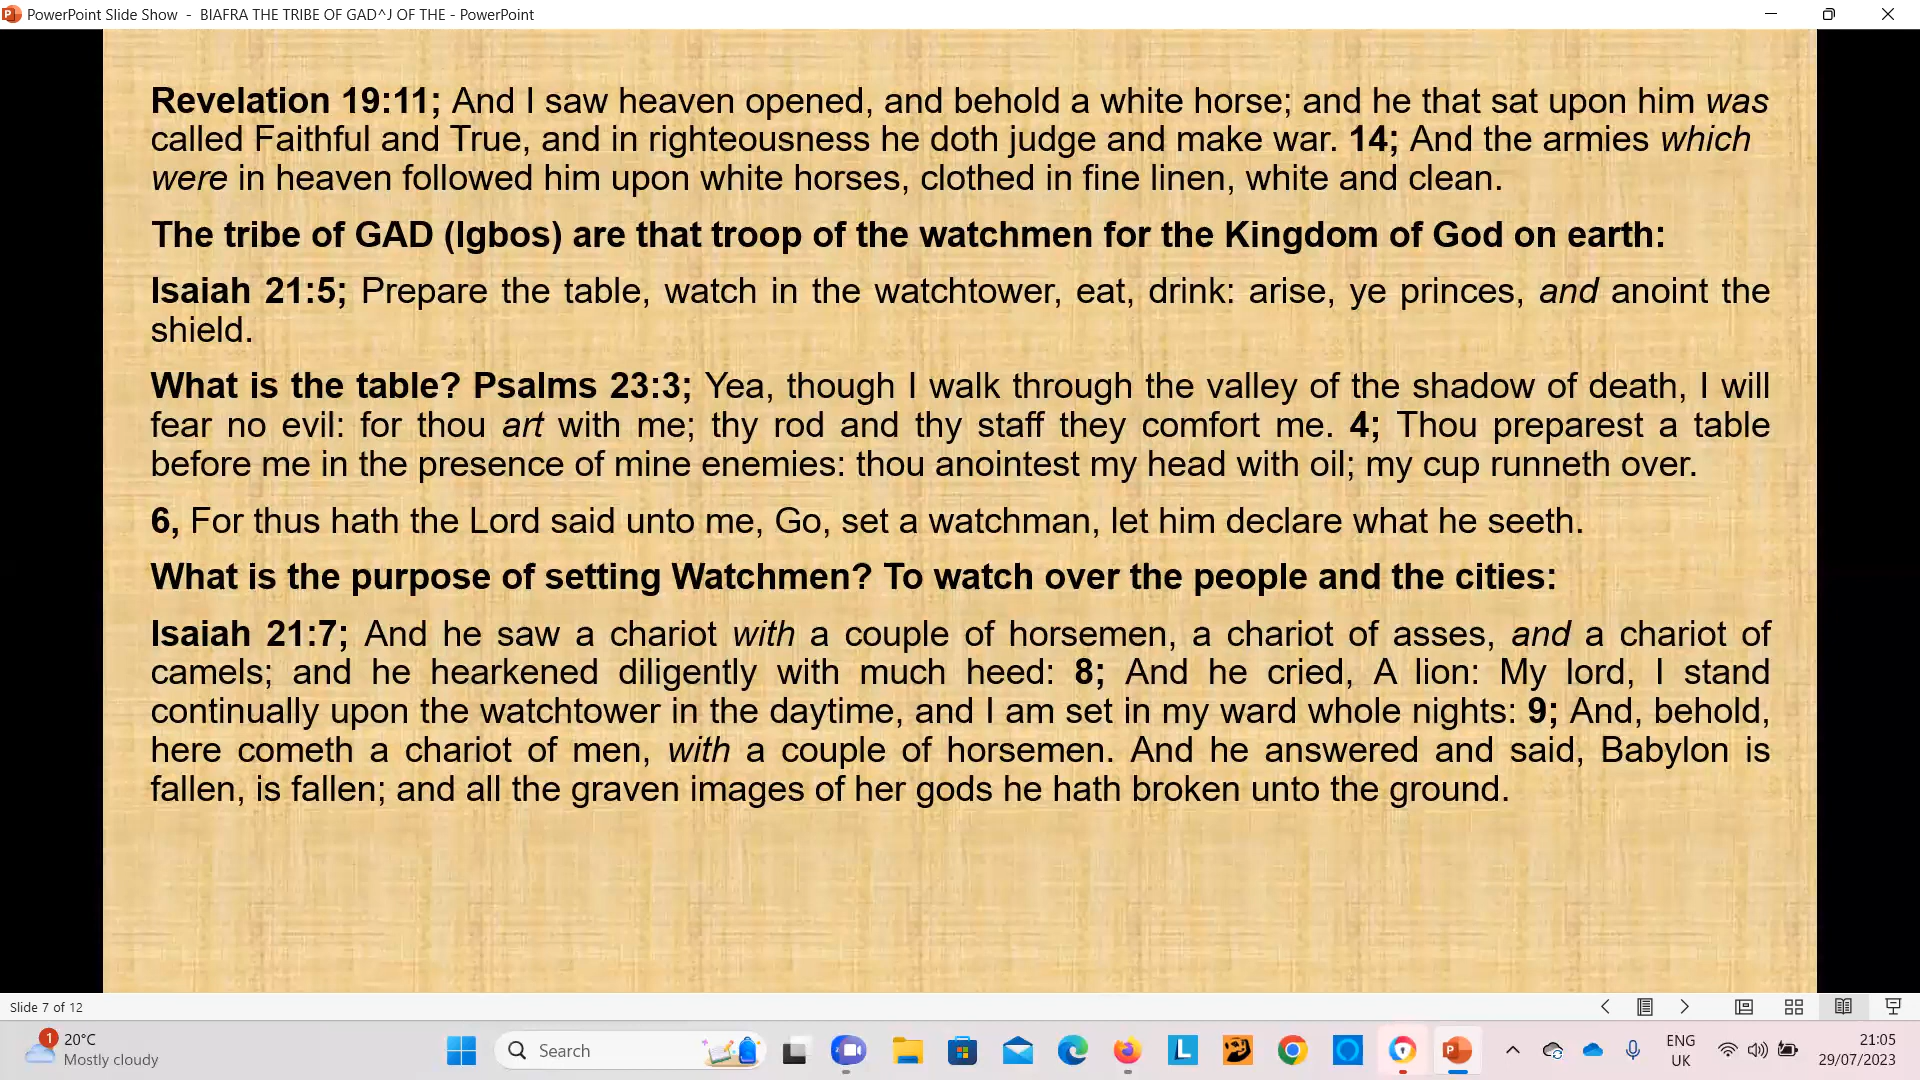 PowerPoint Slide Show - BIAFRA THE TRIBE OF GAD^J OF THE - PowerPoint
Revelation 19:11; And I saw heaven opened, and behold a white horse; and he that sat upon him was
called Faithful and True, and in righteousness he doth judge and make war. 14; And the armies which
were in heaven followed him upon white horses, clothed in fine linen, white and clean.
The tribe of GAD (Igbos) are that troop of the watchmen for the Kingdom of God on earth:
Isaiah 21:5; Prepare the table, watch in the watchtower, eat, drink: arise, ye princes, and anoint the
shield.
What is the table? Psalms 23:3; Yea, though I walk through the valley of the shadow of death, I will
fear no evil: for thou art with me; thy rod and thy staff they comfort me. 4; Thou preparest a table
before me in the presence of mine enemies: thou anointest my head with oil; my cup runneth over.
6, For thus hath the Lord said unto me, Go, set a watchman, let him declare what he seeth.
What is the purpose of setting Watchmen? To watch over the people and the cities:
Isaiah 21:7; And he saw a chariot with a couple of horsemen, a chariot of asses, and a chariot of
camels; and he hearkened diligently with much heed: 8; And he cried, A lion: My lord, I stand
continually upon the watchtower in the daytime, and I am set in my ward whole nights: 9; And, behold,
here cometh a chariot of men, with a couple of horsemen. And he answered and said, Babylon is
fallen, is fallen; and all the graven images of her gods he hath broken unto the ground.
Slide 7 of 12
1
20°C
Mostly cloudy
Search
L
ENG
UK
21:05
29/07/2023